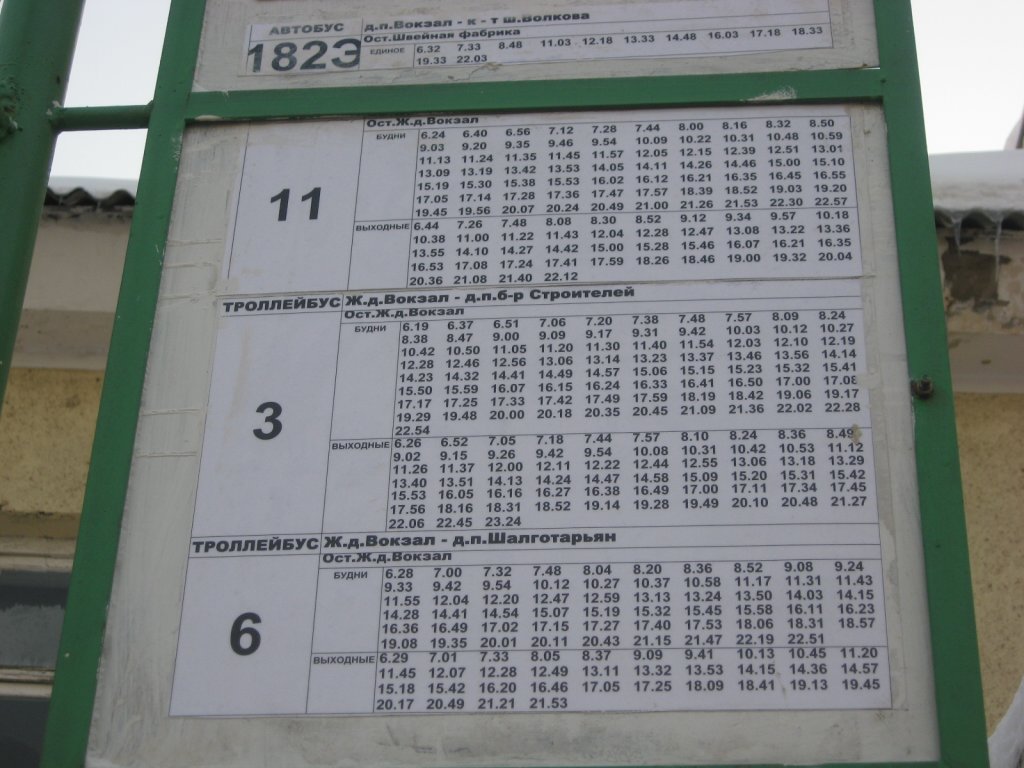 АВТОБУС д.п.Вокзал - к - т ш.Волкова
182Э Ост.Швейная фабрика
ЕДИНОЕ 6.32 7.33 8.48 11.03 12.18 13.33 14.48 16.03 17.18 18.33
19.33 22.03
Ост.Ж.д.Вокзал
11
БУДНИ 6.24 6.40 6.56 7.12 7.28 7.44 8.00 8.16 8.32 8.50
9.03 9.20 9.35 9.46 9.54 10.09 10.22 10.31 10.48 10.59
11.13 11.24 11.35 11.45 11.57 12.05 12.15 12.39 12.51 13.01
13.09 13.19 13.42 13.53 14.05 14.11 14.26 14.46 15.00 15.10
15.19 15.30 15.38 15.53 16.02 16.12 16.21 16.35 16.45 16.55
17.05 17.14 17.28 17.36 17.47 17.57 18.39 18.52 19.03 19.20
19.45 19.56 20.07 20.24 20.49 21.00 21.26 21.53 22.30 22.57
ВЫХОДНЫЕ 6.44 7.26 7.48 8.08 8.30 8.52 9.12 9.34 9.57 10.18
10.38 11.00 11.22 11.43 12.04 12.28 12.47 13.08 13.22 13.36
13.55 14.10 14.27 14.42 15.00 15.28 15.46 16.07 16.21 16.35
16.53 17.08 17.24 17.41 17.59 18.26 18.46 19.00 19.32 20.04
20.36 21.08 21.40 22.12
ТРОЛЛЕЙБУС Ж.д.Вокзал - д.п.б-р Строителей
Ост.Ж.д.Вокзал
3
БУДНИ 6.19 6.37 6.51 7.06 7.20 7.38 7.48 7.57 8.09 8.24
8.38 8.47 9.00 9.09 9.17 9.31 9.42 10.03 10.12 10.27
10.42 10.50 11.05 11.20 11.30 11.40 11.54 12.03 12.10 12.19
12.28 12.46 12.56 13.06 13.14 13.23 13.37 13.46 13.56 14.14
14.23 14.32 14.41 14.49 14.57 15.06 15.15 15.23 15.32 15.41
15.50 15.59 16.07 16.15 16.24 16.33 16.41 16.50 17.00 17.08
17.17 17.25 17.33 17.42 17.49 17.59 18.19 18.42 19.06 19.17
19.29 19.48 20.00 20.18 20.35 20.45 21.09 21.36 22.02 22.28
22.54
ВЫХОДНЫЕ 6.26 6.52 7.05 7.18 7.44 7.57 8.10 8.24 8.36 8.49
9.02 9.15 9.26 9.42 9.54 10.08 10.31 10.42 10.53 11.12
11.26 11.37 12.00 12.11 12.22 12.44 12.55 13.06 13.18 13.29
13.40 13.51 14.13 14.24 14.47 14.58 15.09 15.20 15.31 15.42
15.53 16.05 16.16 16.27 16.38 16.49 17.00 17.11 17.34 17.45
17.56 18.16 18.31 18.52 19.14 19.28 19.49 20.10 20.48 21.27
22.06 22.45 23.24
ТРОЛЛЕЙБУС Ж.д.Вокзал - д.п.Шалготарьян
Ост.Ж.д.Вокзал
6
БУДНИ 6.28 7.00 7.32 7.48 8.04 8.20 8.36 8.52 9.08 9.24
9.33 9.42 9.54 10.12 10.27 10.37 10.58 11.17 11.31 11.43
11.55 12.04 12.20 12.47 12.59 13.13 13.24 13.50 14.03 14.15
14.28 14.41 14.54 15.07 15.19 15.32 15.45 15.58 16.11 16.23
16.36 16.49 17.02 17.15 17.27 17.40 17.53 18.06 18.31 18.57
19.08 19.35 20.01 20.11 20.43 21.15 21.47 22.19 22.51
ВЫХОДНЫЕ 6.29 7.01 7.33 8.05 8.37 9.09 9.41 10.13 10.45 11.20
11.45 12.07 12.28 12.49 13.11 13.32 13.53 14.15 14.36 14.57
15.18 15.42 16.20 16.46 17.05 17.25 18.09 18.41 19.13 19.45
20.17 20.49 21.21 21.53